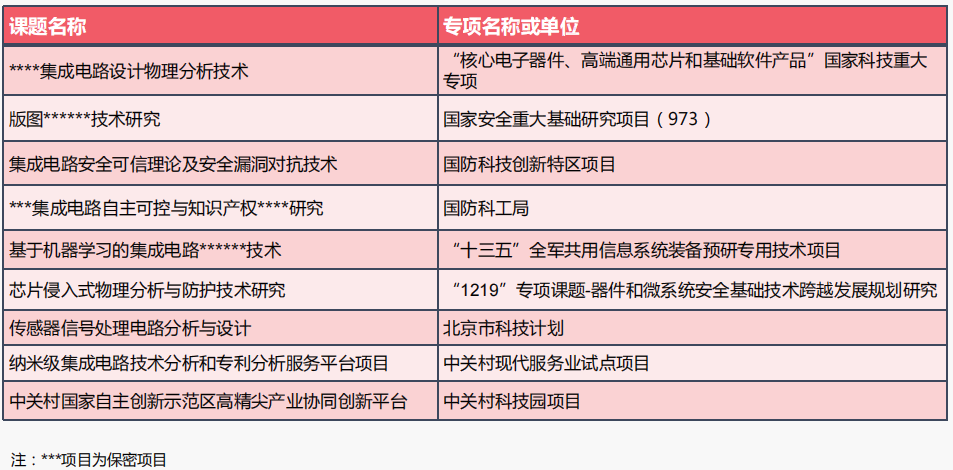 课题名称 专项名称或单位
****集成电路设计物理分析技术 “核心电子器件、高端通用芯片和基础软件产品”国家科技重大
专项
版图******技术研究 国家安全重大基础研究项目（973）
集成电路安全可信理论及安全漏洞对抗技术 国防科技创新特区项目
***集成电路自主可控与知识产权****研究 国防科工局
基于机器学习的集成电路******技术 “十三五”全军共用信息系统装备预研专用技术项目
芯片侵入式物理分析与防护技术研究 “1219”专项课题-器件和微系统安全基础技术跨越发展规划研究
传感器信号处理电路分析与设计 北京市科技计划
纳米级集成电路技术分析和专利分析服务平台项目 中关村现代服务业试点项目
中关村国家自主创新示范区高精尖产业协同创新平台 中关村科技园项目
注：***项目为保密项目